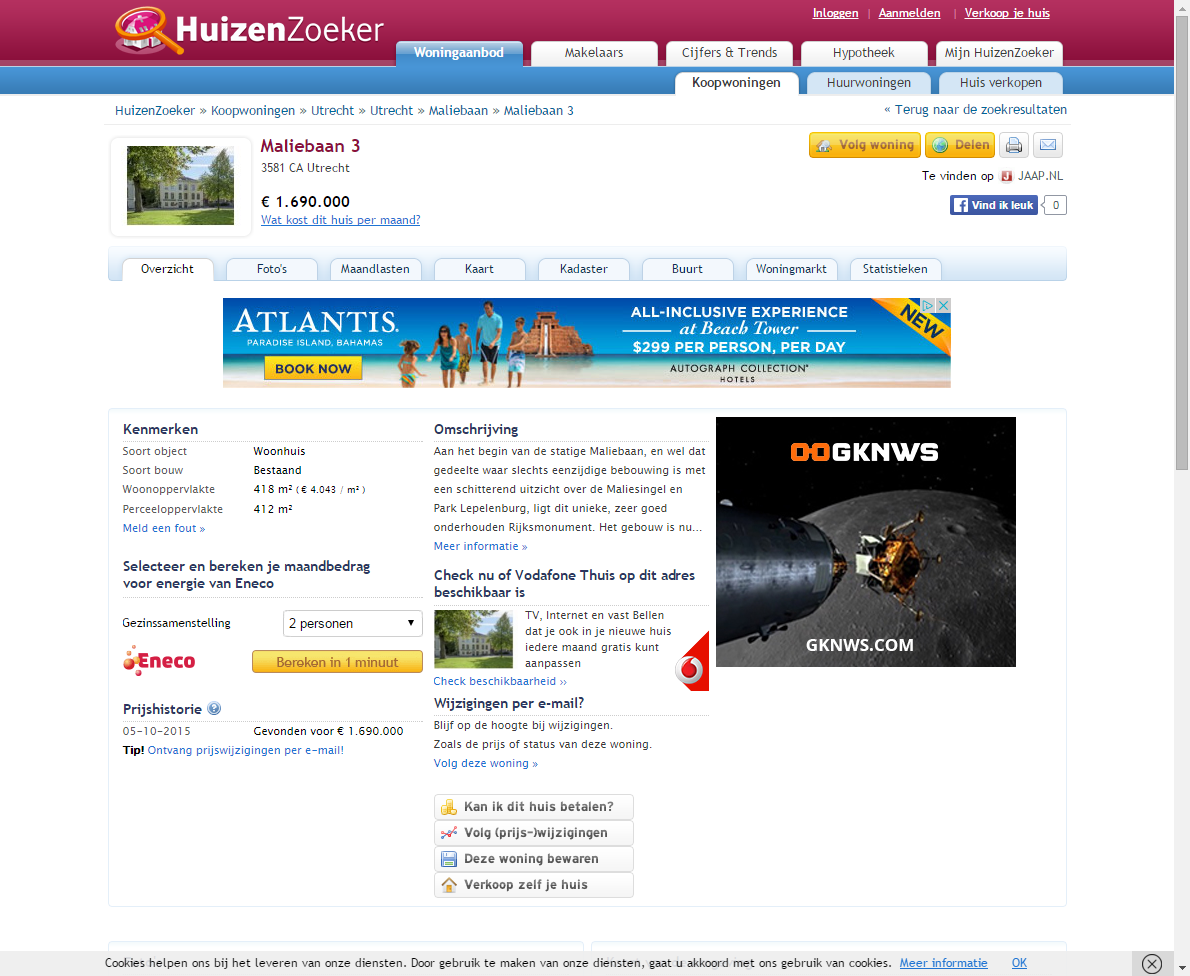 Inloggen | Aanmelden | Verkoop je huis
HuizenZoeker
Woningaanbod Makelaars Cijfers & Trends Hypotheek Mijn HuizenZoeker
Koopwoningen Huurwoningen Huis verkopen
HuizenZoeker » Koopwoningen » Utrecht » Utrecht » Maliebaan » Maliebaan 3
« Terug naar de zoekresultaten
Maliebaan 3
3581 CA Utrecht
€ 1.690.000
Wat kost dit huis per maand?
Volg woning Delen
Te vinden op JAAP.NL
Vind ik leuk 0
Overzicht Foto's Maandlasten Kaart Kadaster Buurt Woningmarkt Statistieken
ATLANTIS.
PARADISE ISLAND, BAHAMAS
BOOK NOW
ALL-INCLUSIVE EXPERIENCE
at Beach Tower
$299 PER PERSON, PER DAY
AUTOGRAPH COLLECTION®
HOTELS
NEW
Kenmerken
Soort object Woonhuis
Soort bouw Bestaand
Woonoppervlakte 418 m² ( € 4.043 / m² )
Perceeloppervlakte 412 m²
Meld een fout »
Selecteer en bereken je maandbedrag
voor energie van Eneco
Gezinssamenstelling 2 personen
Eneco Bereken in 1 minuut
Prijshistorie ?
05-10-2015 Gevonden voor € 1.690.000
Tip! Ontvang prijswijzigingen per e-mail!
Omschrijving
Aan het begin van de statige Maliebaan, en wel dat
gedeelte waar slechts eenzijdige bebouwing is met
een schitterend uitzicht over de Maliesingel en
Park Lepelenburg, ligt dit unieke, zeer goed
onderhouden Rijksmonument. Het gebouw is nu...
Meer informatie »
Check nu of Vodafone Thuis op dit adres
beschikbaar is
TV, Internet en vast Bellen
dat je ook in je nieuwe huis
iedere maand gratis kunt
aanpassen
Check beschikbaarheid ››
Wijzigingen per e-mail?
Blijf op de hoogte bij wijzigingen.
Zoals de prijs of status van deze woning.
Volg deze woning »
Kan ik dit huis betalen?
Volg (prijs-)wijzigingen
Deze woning bewaren
Verkoop zelf je huis
GKNWS
GKNWS.COM
Cookies helpen ons bij het leveren van onze diensten. Door gebruik te maken van onze diensten, gaat u akkoord met ons gebruik van cookies. Meer informatie OK